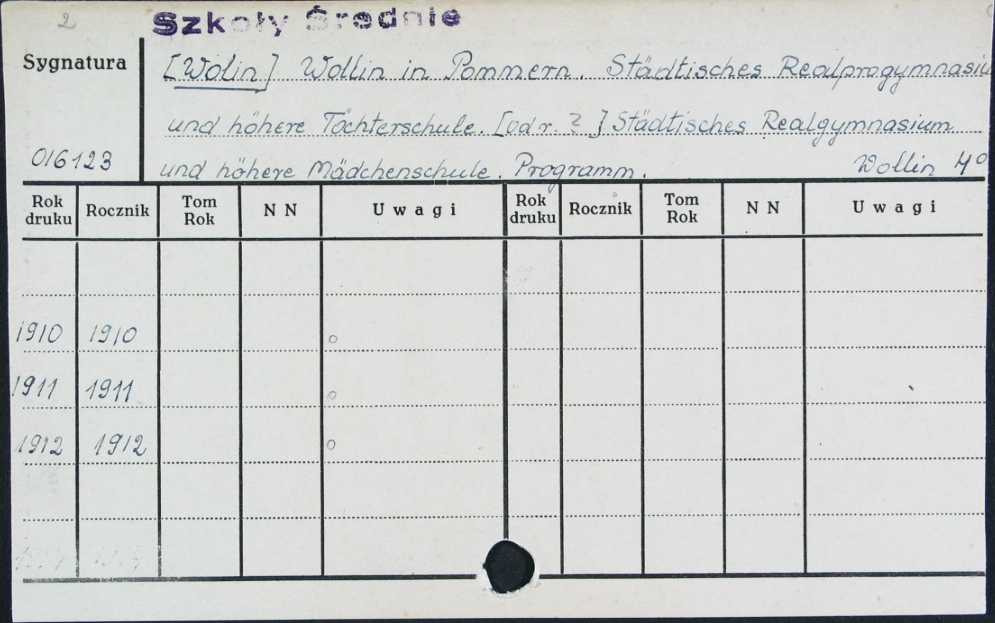 2
Szkoły Średnie
Sygnatura
[Wolin] Wollin in Pommern. Städtisches Realprogymnasiu
und höhere Töchterschule. [od r. ?] Städtisches Realgymnasium
016123
und höhere Mädchenschule. Programm. Wollin 4°
Rok druku Rocznik Tom Rok N N Uwagi Rok druku Rocznik Tom Rok N N Uwagi
1910 1910 o
1911 1911 o
1912 1912 o